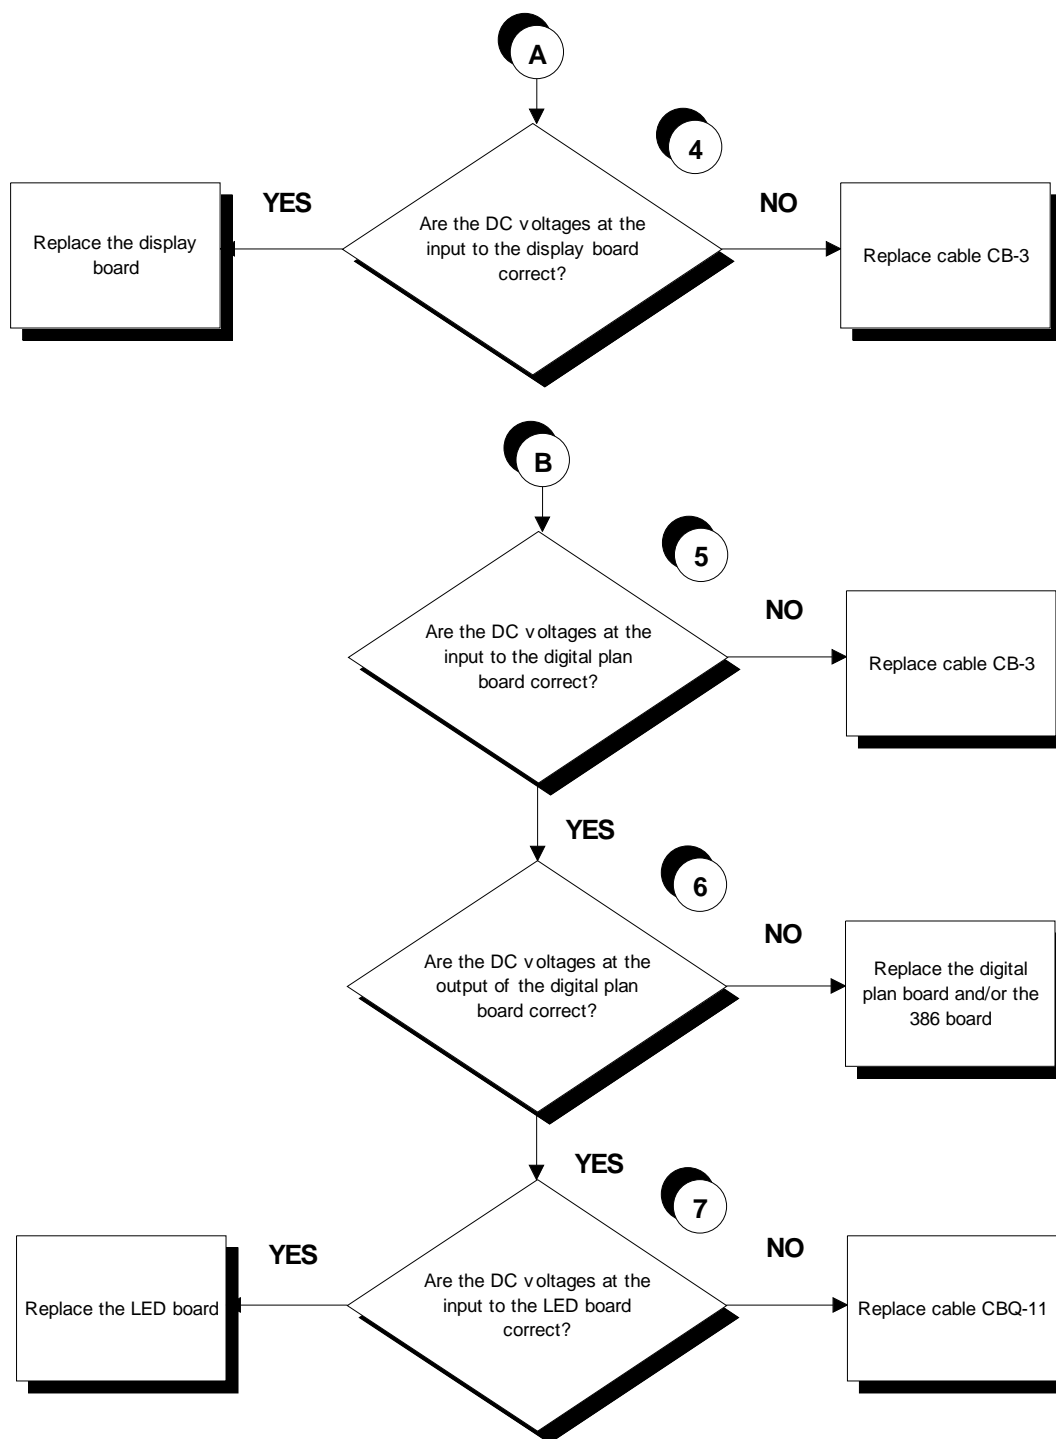 A
4
YES
NO
Replace the display
board
Are the DC voltages at the
input to the display board
correct?
Replace cable CB-3
B
5
NO
Are the DC voltages at the
input to the digital plan
board correct?
Replace cable CB-3
YES
6
NO
Are the DC voltages at the
output of the digital plan
board correct?
Replace the digital
plan board and/or the
386 board
YES
7
YES
NO
Replace the LED board
Are the DC voltages at the
input to the LED board
correct?
Replace cable CBQ-11